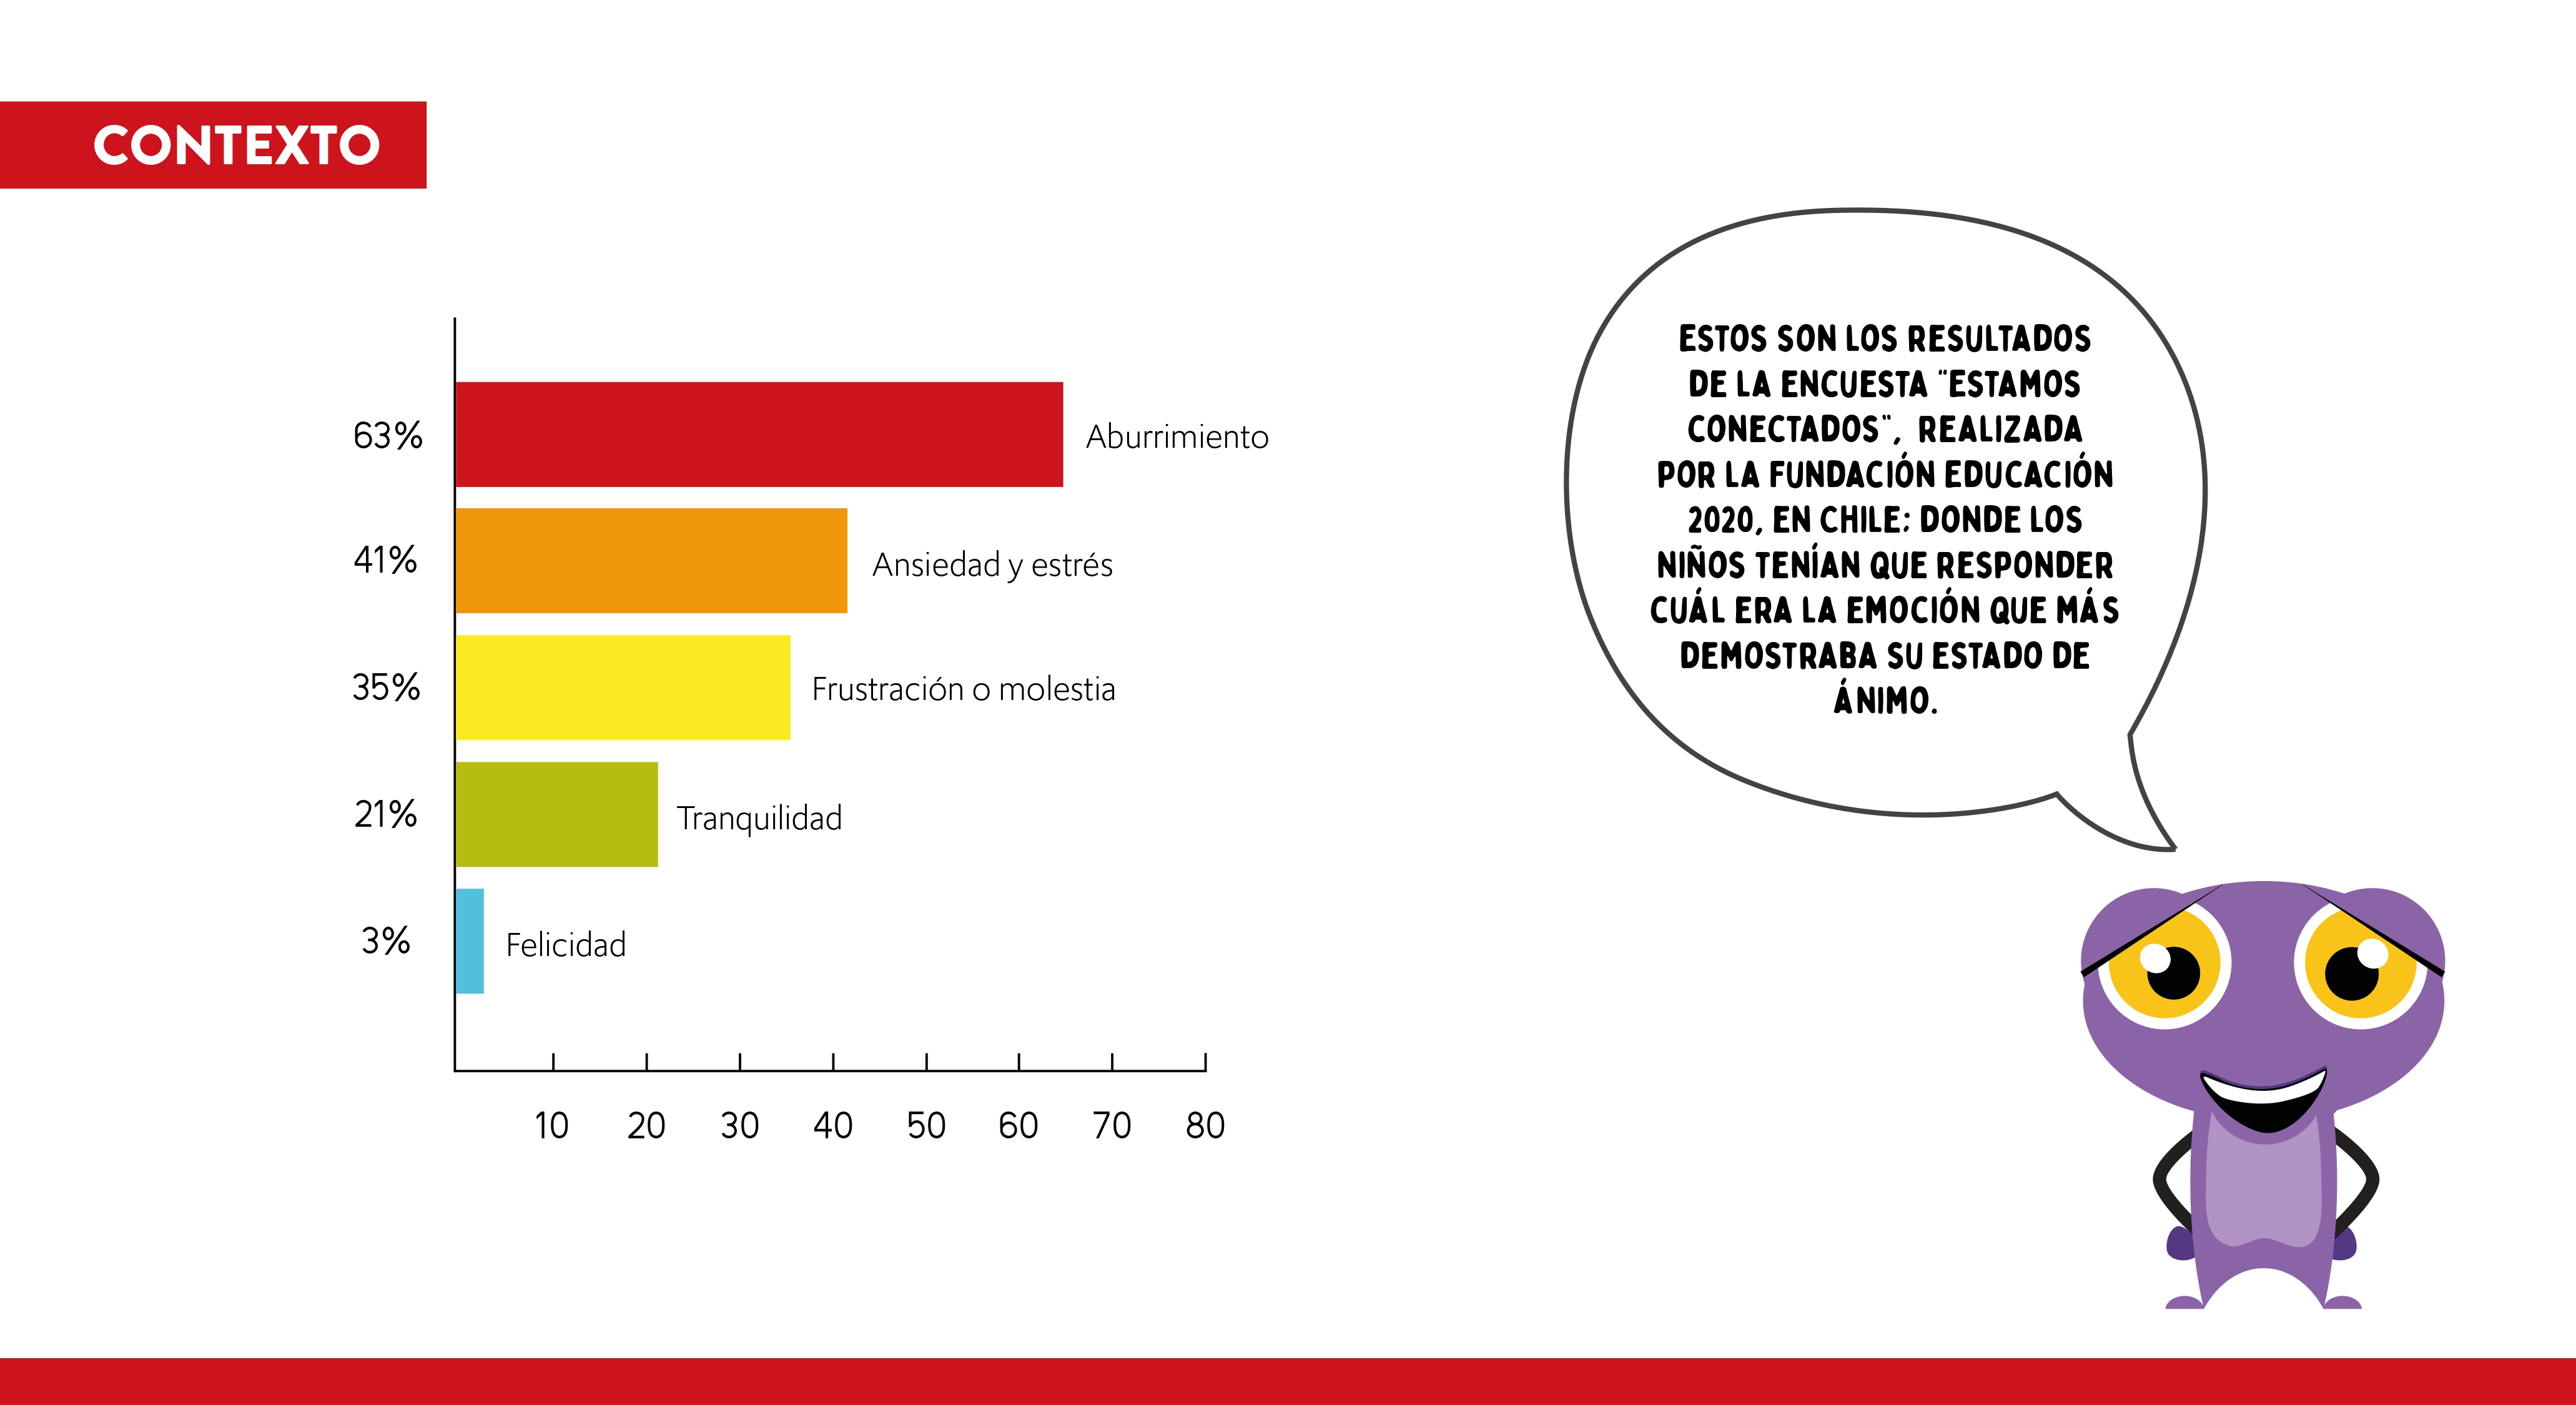 CONTEXTO
63%
Aburrimiento
41%
Ansiedad y estrés
35%
Frustración o molestia
21%
Tranquilidad
3%
Felicidad
10 20 30 40 50 60 70 80
ESTOS SON LOS RESULTADOS
DE LA ENCUESTA "ESTAMOS
CONECTADOS", REALIZADA
POR LA FUNDACIÓN EDUCACIÓN
2020, EN CHILE; DONDE LOS
NIÑOS TENÍAN QUE RESPONDER
CUÁL ERA LA EMOCIÓN QUE MÁS
DEMOSTRABA SU ESTADO DE
ÁNIMO.